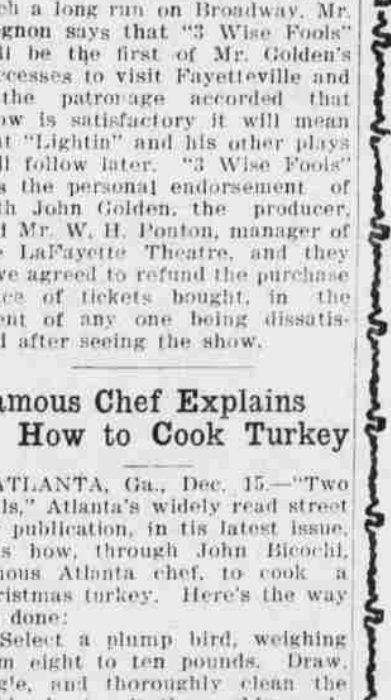 ch a long run on Broadway. Mr.
gnon says that "3 Wise Fools"
ll be the first of Mr. Golden's
ccesses to visit Fayetteville and
the patronage accorded that
ow is satisfactory it will mean
at "Lightin" and his other plays
ll follow later. "3 Wise Fools"
s the personal endorsement of
th John Golden, the producer,
d Mr. W. H. Ponton, manager of
e LaFayette Theatre, and they
ve agreed to refund the purchase
ice of tickets bought, in the
ent of any one being dissatis-
d after seeing the show.
amous Chef Explains
How to Cook Turkey
ATLANTA, Ga., Dec. 15.—"Two
ls," Atlanta's widely read street
publication, in tis latest issue,
s how, through John Bicochi,
nous Atlanta chef, to cook a
ristmas turkey. Here's the way
done:
Select a plump bird, weighing
m eight to ten pounds. Draw,
gle, and thoroughly clean the